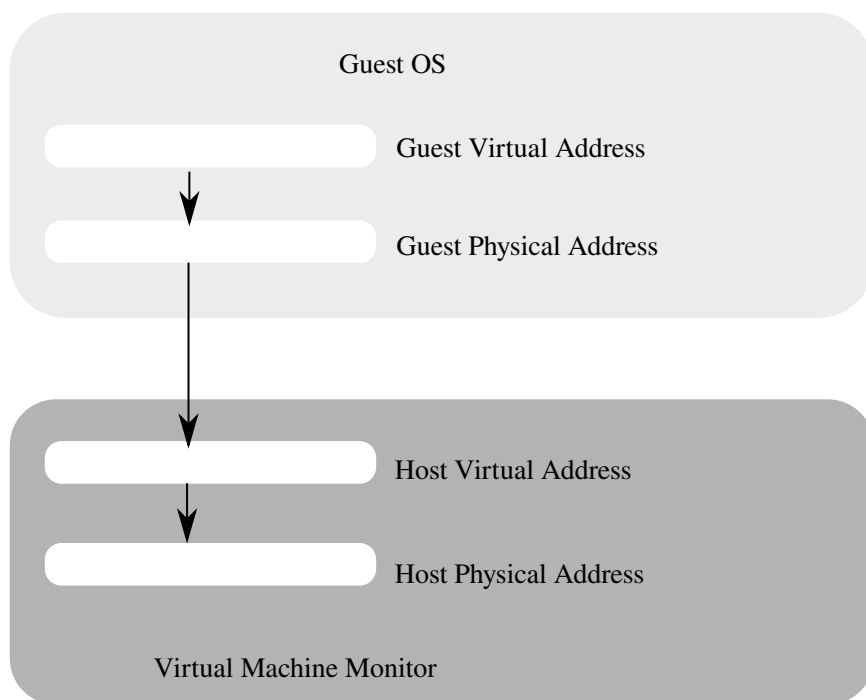 Guest OS
Guest Virtual Address
Guest Physical Address
Host Virtual Address
Host Physical Address
Virtual Machine Monitor